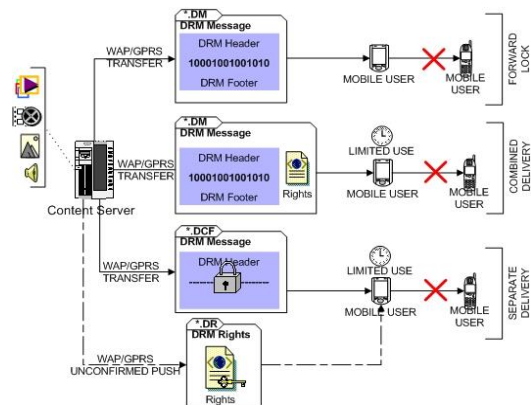 *.DM
DRM Message
DRM Header
10001001001010
DRM Footer
WAP/GPRS
TRANSFER
MOBILE USER
MOBILE
USER
FORWARD
LOCK
*.DM
DRM Message
DRM Header
10001001001010
DRM Footer
Rights
WAP/GPRS
TRANSFER
LIMITED USE
MOBILE USER
MOBILE
USER
COMBINED
DELIVERY
Content Server
*.DCF
DRM Message
DRM Header
WAP/GPRS
TRANSFER
LIMITED USE
MOBILE USER
MOBILE
USER
SEPARATE
DELIVERY
*.DR
DRM Rights
Rights
WAP/GPRS
UNCONFIRMED PUSH